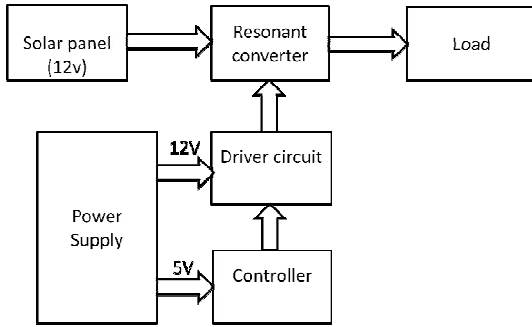 Solar panel
(12v)
Resonant
converter
Load
12V
Driver circuit
Power
Supply
5V
Controller